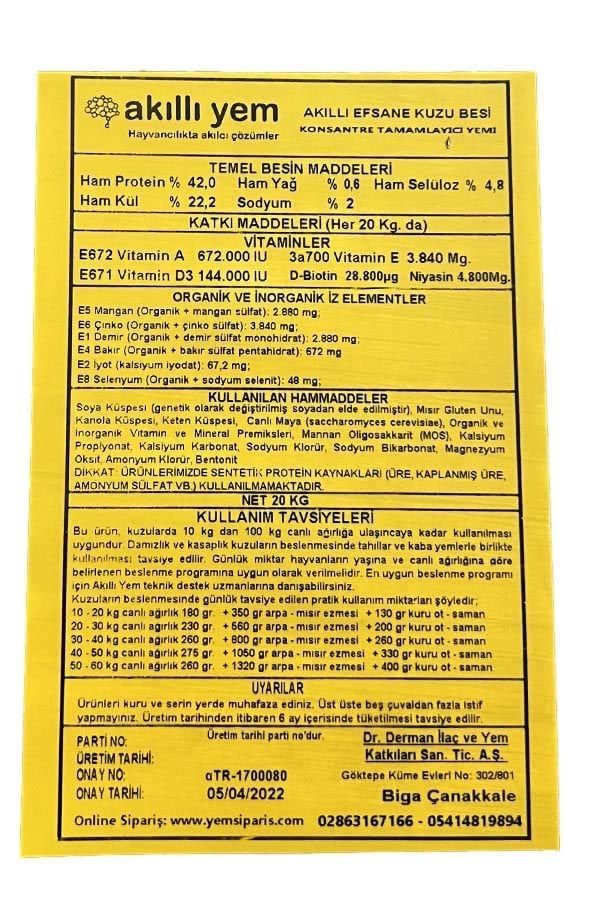 akıllı yem
Hayvancılıkta akılcı çözümler
AKILLI EFSANE KUZU BESİ
KONSANTRE TAMAMLAYICI YEMİ
TEMEL BESİN MADDELERİ
Ham Protein % 42,0 Ham Yağ % 0,6 Ham Selüloz % 4,8
Ham Kül % 22,2 Sodyum % 2
KATKI MADDELERİ (Her 20 Kg. da)
VİTAMİNLER
E672 Vitamin A 672.000 IU 3a700 Vitamin E 3.840 Mg.
E671 Vitamin D3 144.000 IU D-Biotin 28.800µg Niyasin 4.800Mg.
ORGANİK VE İNORGANİK İZ ELEMENTLER
E5 Mangan (Organik + mangan sülfat): 2.880 mg;
E6 Çinko (Organik + çinko sülfat): 3.840 mg;
E1 Demir (Organik + demir sülfat monohidrat): 2.880 mg;
E4 Bakır (Organik + bakır sülfat pentahidrat): 672 mg
E2 İyot (kalsiyum iyodat): 67,2 mg;
E8 Selenyum (Organik + sodyum selenit): 48 mg;
KULLANILAN HAMMADDELER
Soya Küspesi (genetik olarak değiştirilmiş soyadan elde edilmiştir), Mısır Gluten Unu,
Kanola Küspesi, Keten Küspesi, Canlı Maya (saccharomyces cerevisiae), Organik ve
İnorganik Vitamin ve Mineral Premiksleri, Mannan Oligosakkarit (MOS), Kalsiyum
Propiyonat, Kalsiyum Karbonat, Sodyum Klorür, Sodyum Bikarbonat, Magnezyum
Oksit, Amonyum Klorür, Bentonit
DİKKAT: ÜRÜNLERİMİZDE SENTETİK PROTEİN KAYNAKLARI (ÜRE, KAPLANMIŞ ÜRE,
AMONYUM SÜLFAT VB.) KULLANILMAMAKTADIR.
NET 20 KG
KULLANIM TAVSİYELERİ
Bu ürün, kuzularda 10 kg dan 100 kg canlı ağırlığa ulaşıncaya kadar kullanılması
uygundur. Damızlık ve kasaplık kuzuların beslenmesinde tahıllar ve kaba yemlerle birlikte
kullanılması tavsiye edilir. Günlük miktar hayvanların yaşına ve canlı ağırlığına göre
belirlenen beslenme programına uygun olarak verilmelidir. En uygun beslenme programı
için Akıllı Yem teknik destek uzmanlarına danışabilirsiniz.
Kuzuların beslenmesinde günlük tavsiye edilen pratik kullanım miktarları şöyledir;
10 - 20 kg canlı ağırlık 180 gr. + 350 gr arpa - mısır ezmesi + 130 gr kuru ot - saman
20 - 30 kg canlı ağırlık 230 gr. + 560 gr arpa - mısır ezmesi + 200 gr kuru ot - saman
30 - 40 kg canlı ağırlık 260 gr. + 800 gr arpa - mısır ezmesi + 260 gr kuru ot - saman
40 - 50 kg canlı ağırlık 275 gr. + 1050 gr arpa - mısır ezmesi + 330 gr kuru ot - saman
50 - 60 kg canlı ağırlık 260 gr. + 1320 gr arpa - mısır ezmesi + 400 gr kuru ot - saman
UYARILAR
Ürünleri kuru ve serin yerde muhafaza ediniz. Üst üste beş çuvaldan fazla istif
yapmayınız. Üretim tarihinden itibaren 6 ay içerisinde tüketilmesi tavsiye edilir.
PARTİ NO: Üretim tarihi parti no'dur.
ÜRETİM TARİHİ:
ONAY NO: αTR-1700080
ONAY TARİHİ: 05/04/2022
Dr. Derman İlaç ve Yem
Katkıları San. Tic. A.Ş.
Göktepe Küme Evleri No: 302/801
Biga Çanakkale
Online Sipariş: www.yemsiparis.com 02863167166 - 05414819894